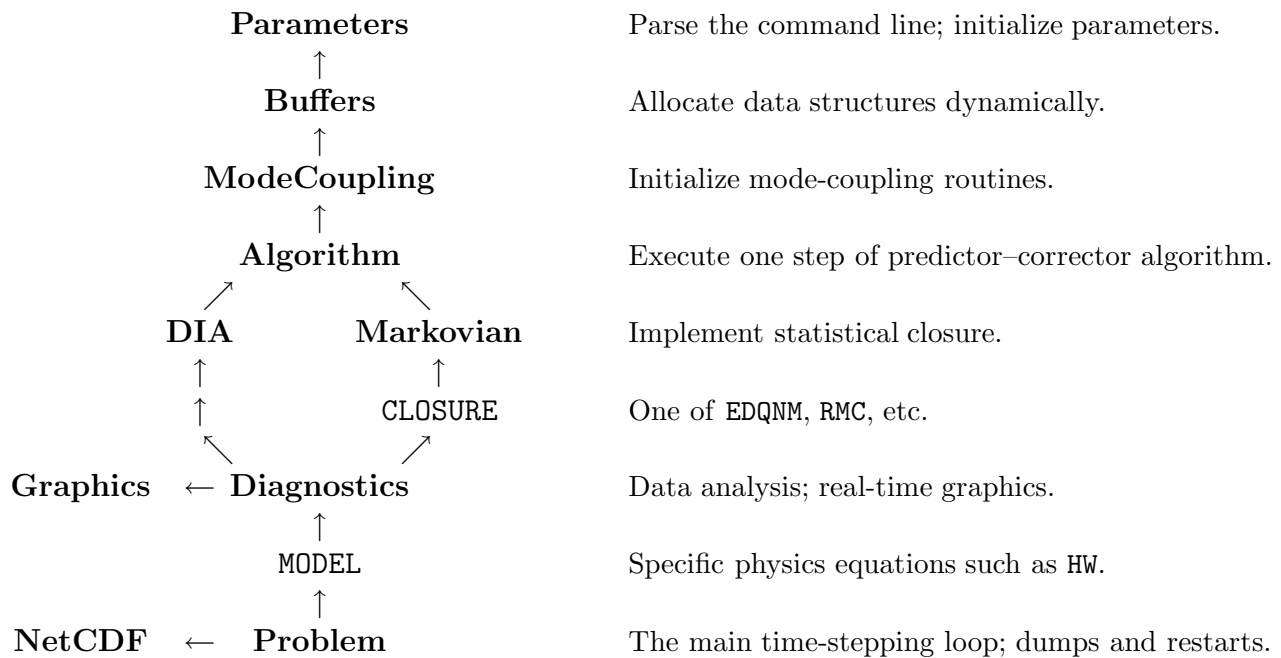 Parameters Parse the command line; initialize parameters.
↑
Buffers Allocate data structures dynamically.
↑
ModeCoupling Initialize mode-coupling routines.
↑
Algorithm Execute one step of predictor–corrector algorithm.
↗ ↖
DIA Markovian Implement statistical closure.
↑ ↑
↑ CLOSURE One of EDQNM, RMC, etc.
↖ ↗
Graphics ← Diagnostics Data analysis; real-time graphics.
↑
MODEL Specific physics equations such as HW.
↑
NetCDF ← Problem The main time-stepping loop; dumps and restarts.